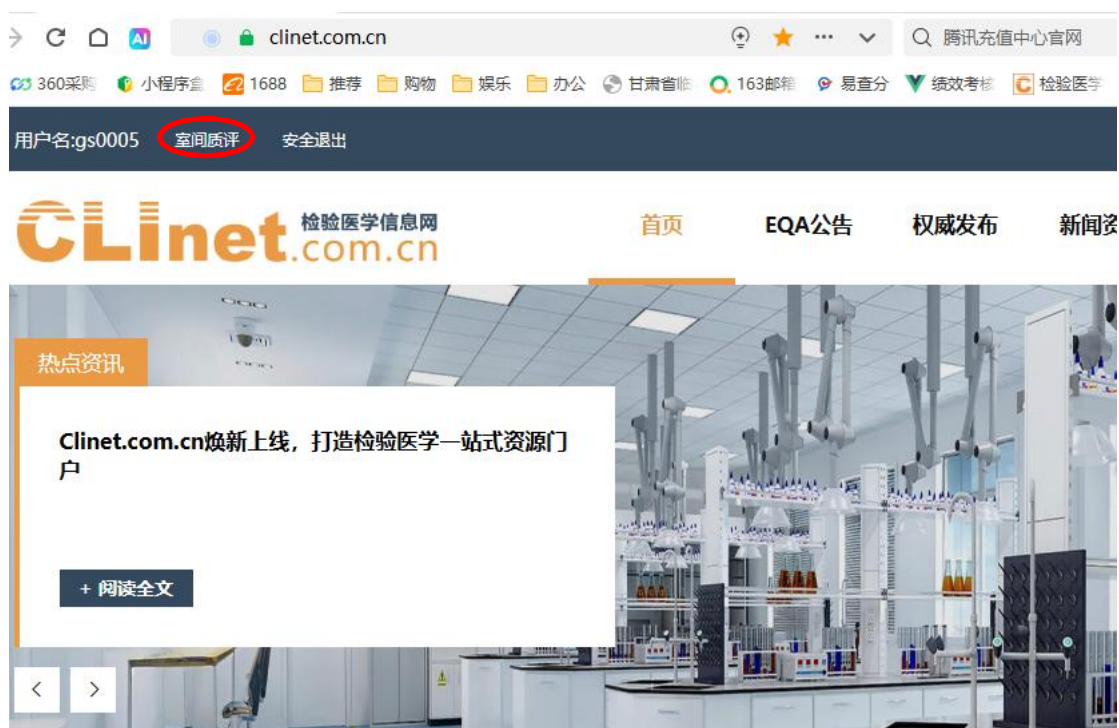 AI clinet.com.cn 腾讯充值中心官网
360采购 小程序盒 1688 推荐 购物 娱乐 办公 甘肃省临 163邮箱 易查分 绩效考核 检验医学
用户名:gs0005 室间质评 安全退出
CLInet 检验医学信息网
.com.cn
首页 EQA公告 权威发布 新闻资
热点资讯
Clinet.com.cn焕新上线，打造检验医学一站式资源门
户
+ 阅读全文